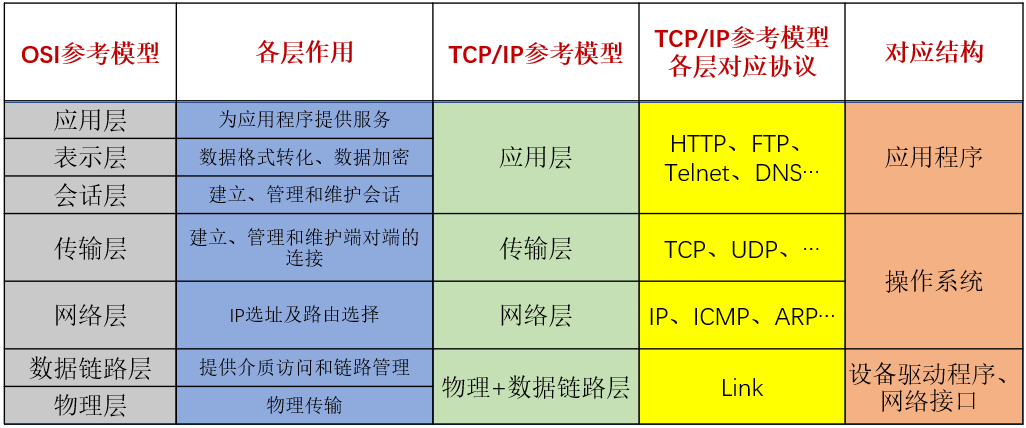 OSI参考模型
各层作用
TCP/IP参考模型
TCP/IP参考模型
各层对应协议
对应结构
应用层
为应用程序提供服务
应用层
HTTP、FTP、
Telnet、DNS…
应用程序
表示层
数据格式转化、数据加密
会话层
建立、管理和维护会话
传输层
建立、管理和维护端对端的
连接
传输层
TCP、UDP、…
操作系统
网络层
IP选址及路由选择
网络层
IP、ICMP、ARP…
数据链路层
提供介质访问和链路管理
物理+数据链路层
Link
设备驱动程序、
网络接口
物理层
物理传输